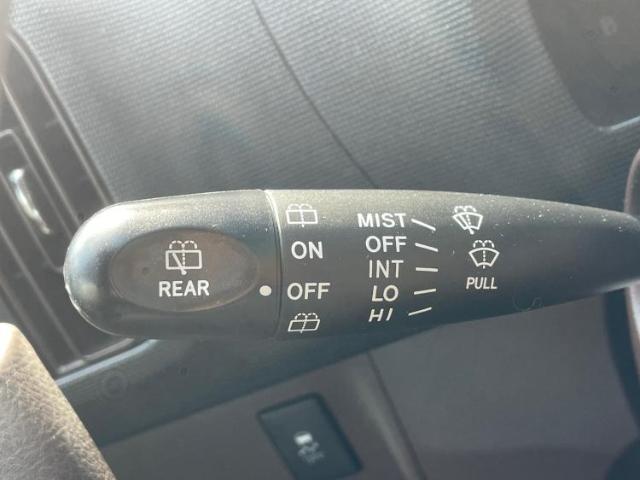 REAR
ON
OFF
MIST
OFF
INT
LO
HI
PULL